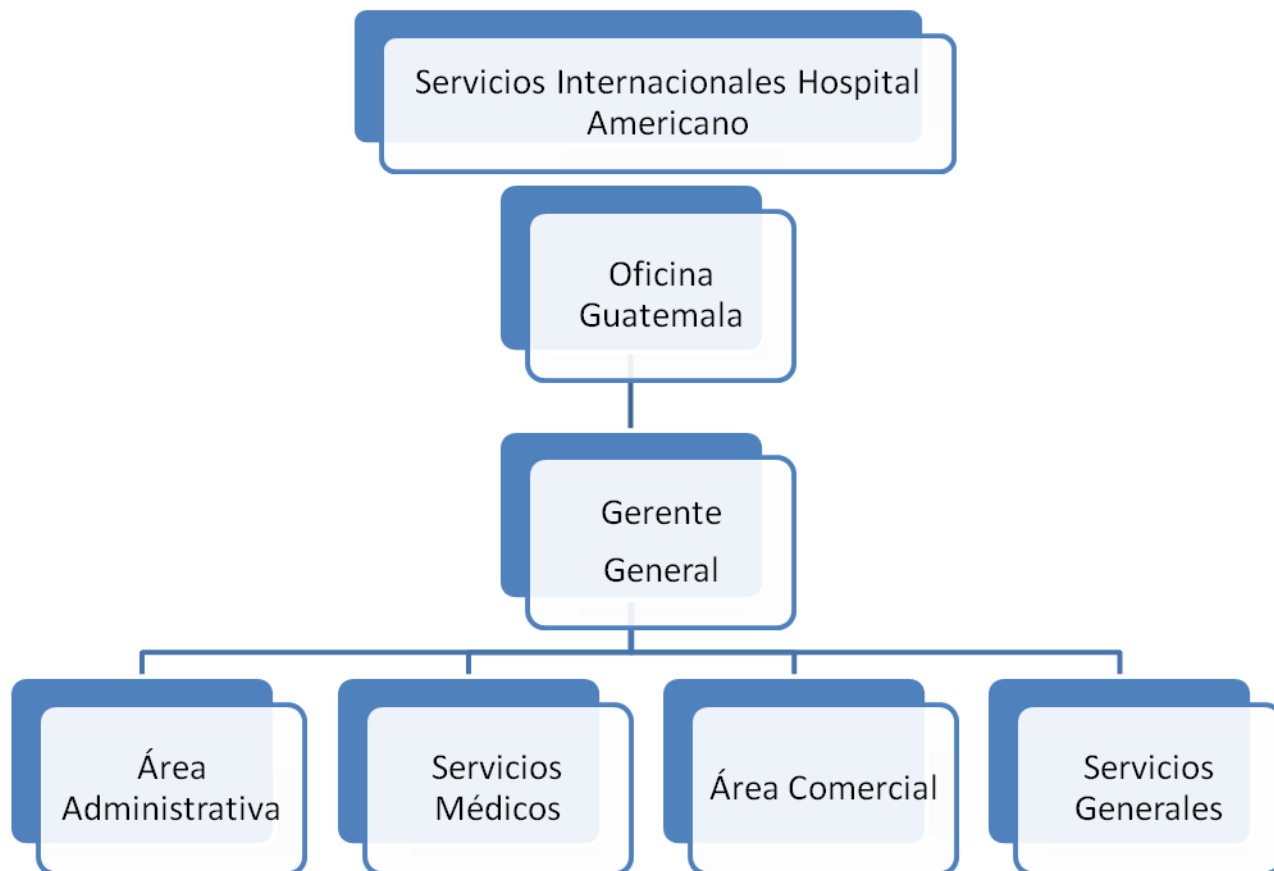 Servicios Internacionales Hospital
Americano
Oficina
Guatemala
Gerente
General
Área
Administrativa
Servicios
Médicos
Área Comercial
Servicios
Generales